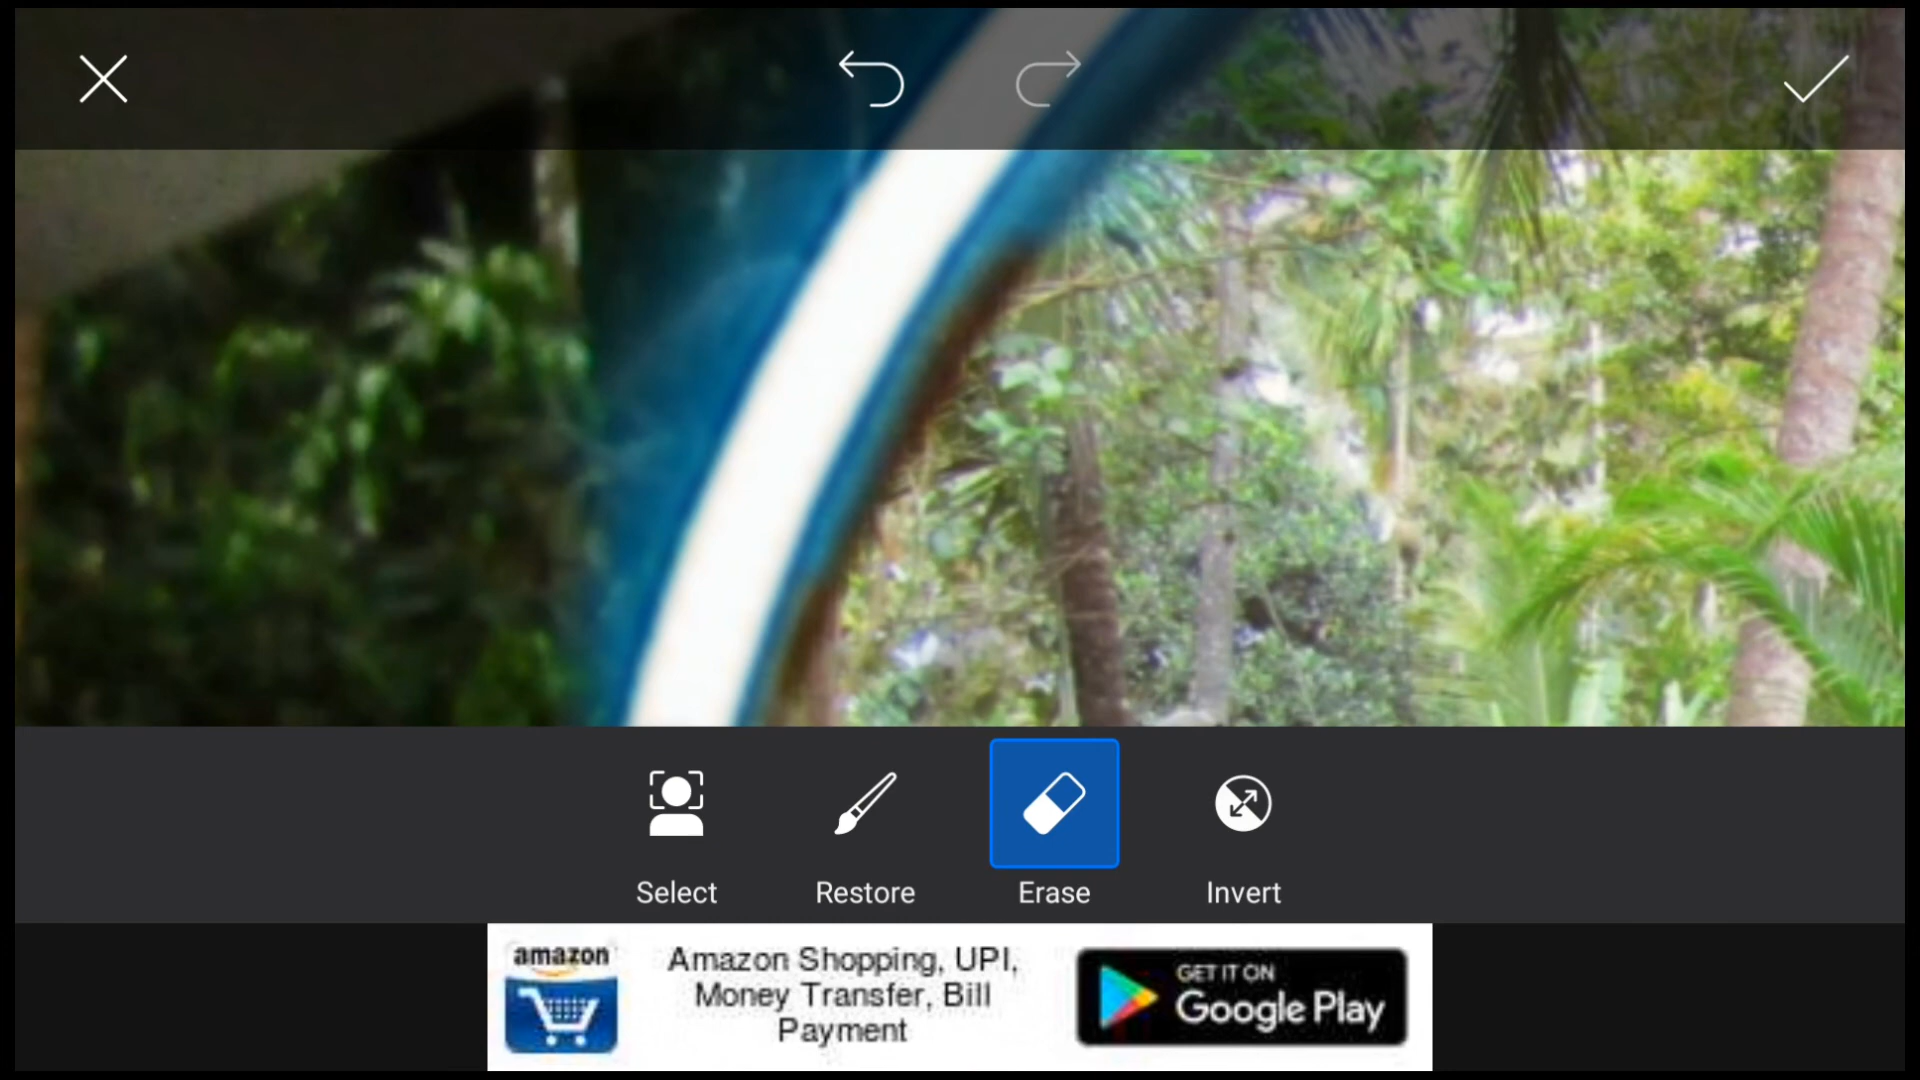 Select
Restore
Erase
Invert
amazon
Amazon Shopping, UPI,
Money Transfer, Bill
Payment
GET IT ON
Google Play